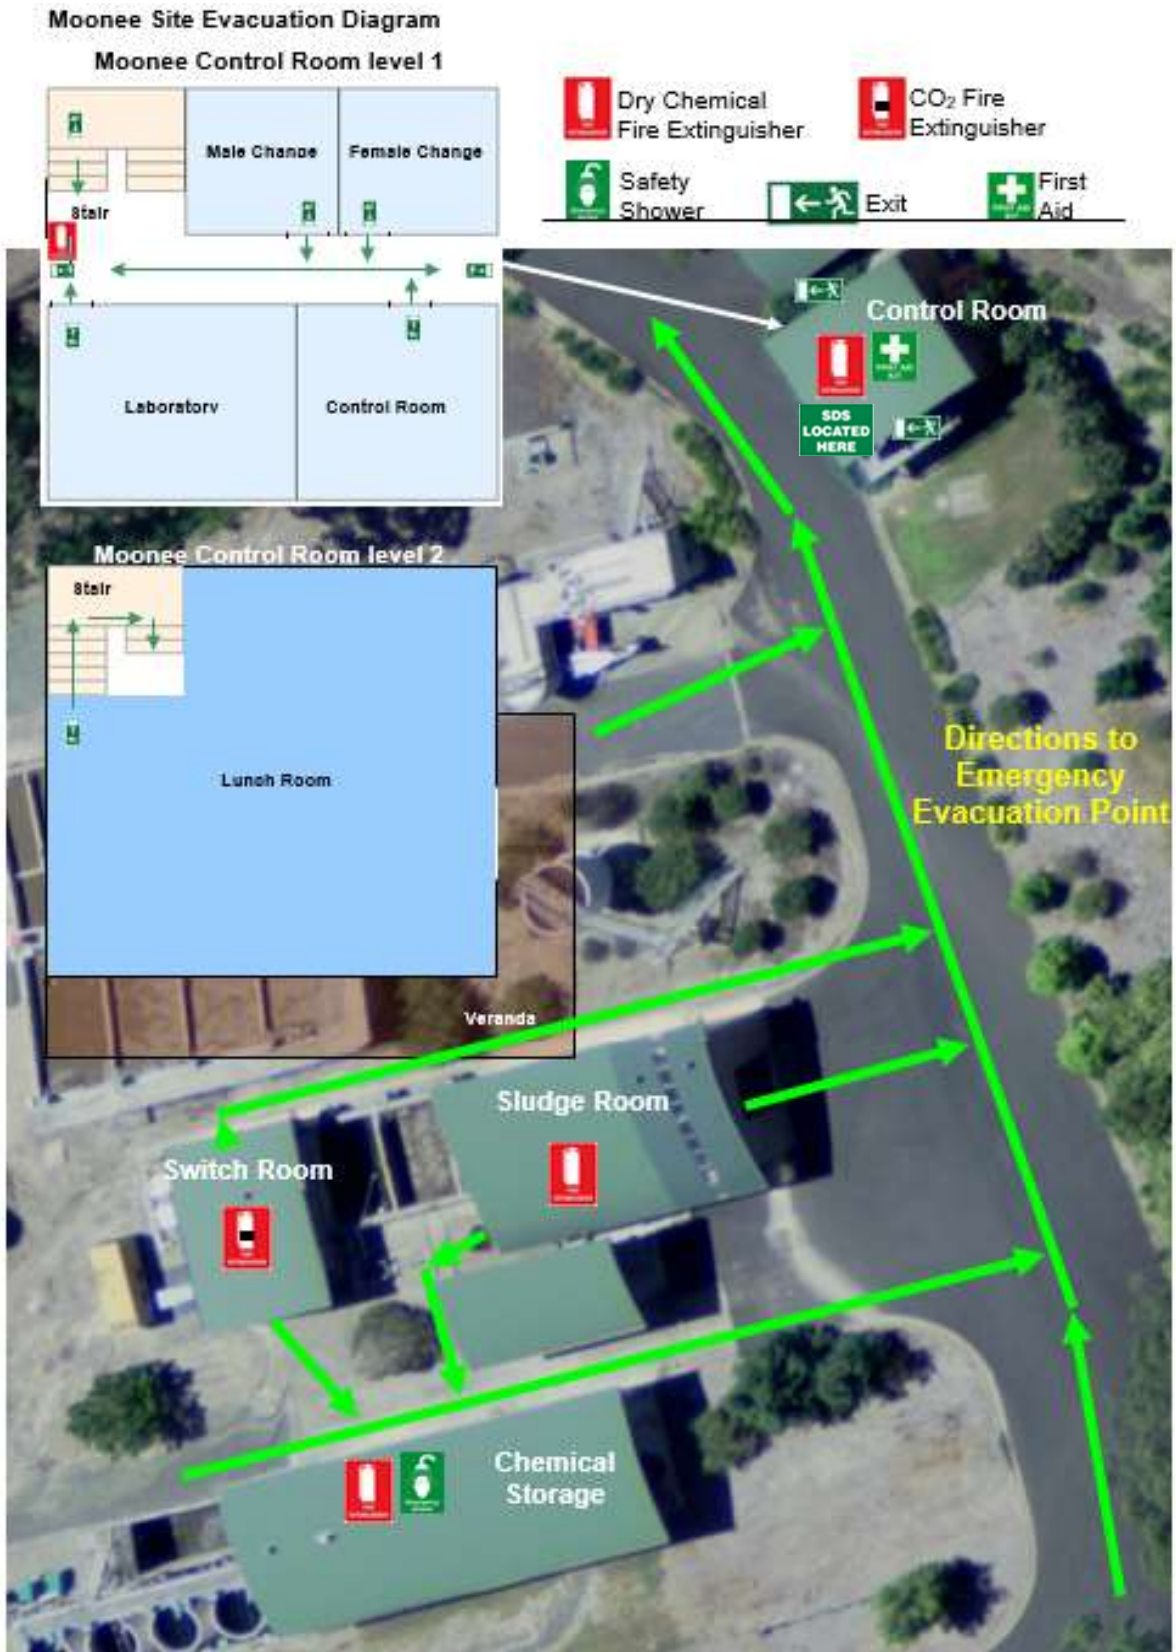 Moonee Site Evacuation Diagram
Moonee Control Room level 1
Male Change
Female Change
Stair
Laboratory
Control Room
Dry Chemical
Fire Extinguisher
CO₂ Fire
Extinguisher
Safety
Shower
Exit
First
Aid
Control Room
SDS
LOCATED
HERE
Moonee Control Room level 2
Stair
Lunch Room
Veranda
Directions to
Emergency
Evacuation Point
Sludge Room
Switch Room
Chemical
Storage